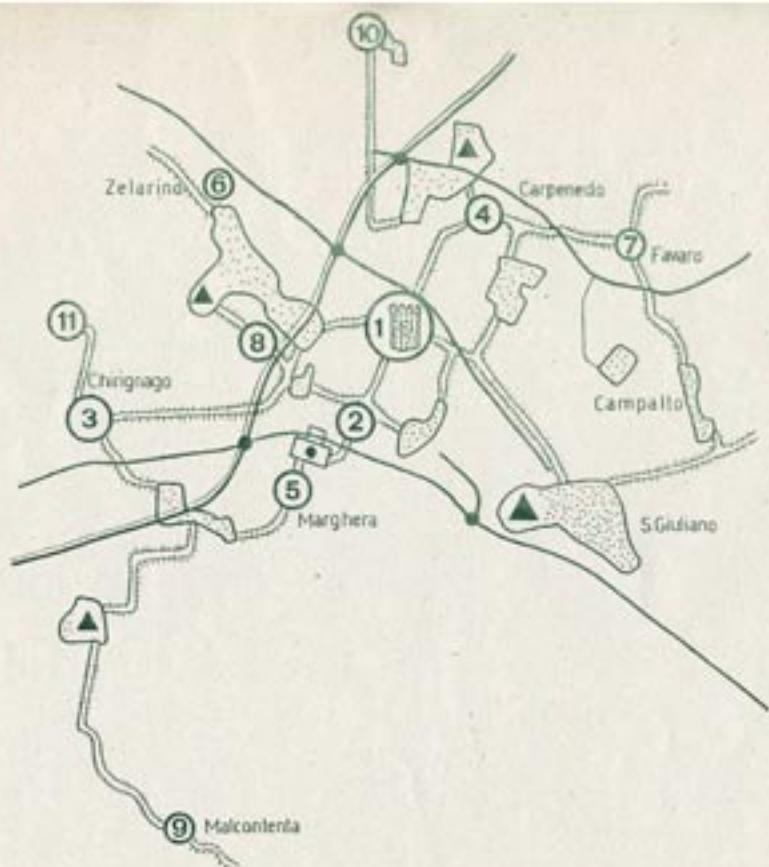 10
Zelarino
6
Carpenedo
4
7
Favaro
11
1
8
Chirignago
3
Campalto
2
5
Marghera
S.Giuliano
9
Malcontenta